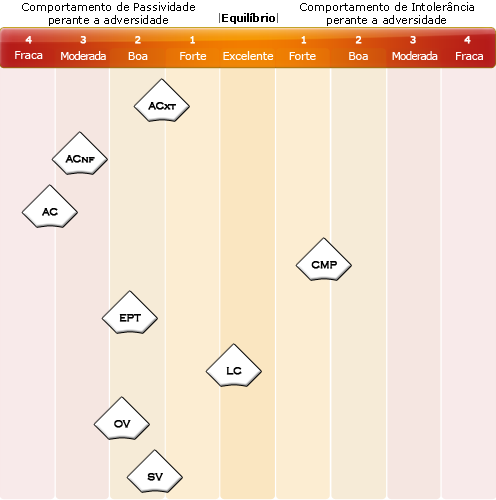 Comportamento de Passividade
perante a adversidade
|Equilíbrio|
Comportamento de Intolerância
perante a adversidade
4 3 2 1 1 2 3 4
Fraca Moderada Boa Forte Excelente Forte Boa Moderada Fraca
ACXT
ACNF
AC
CMP
EPT
LC
OV
SV